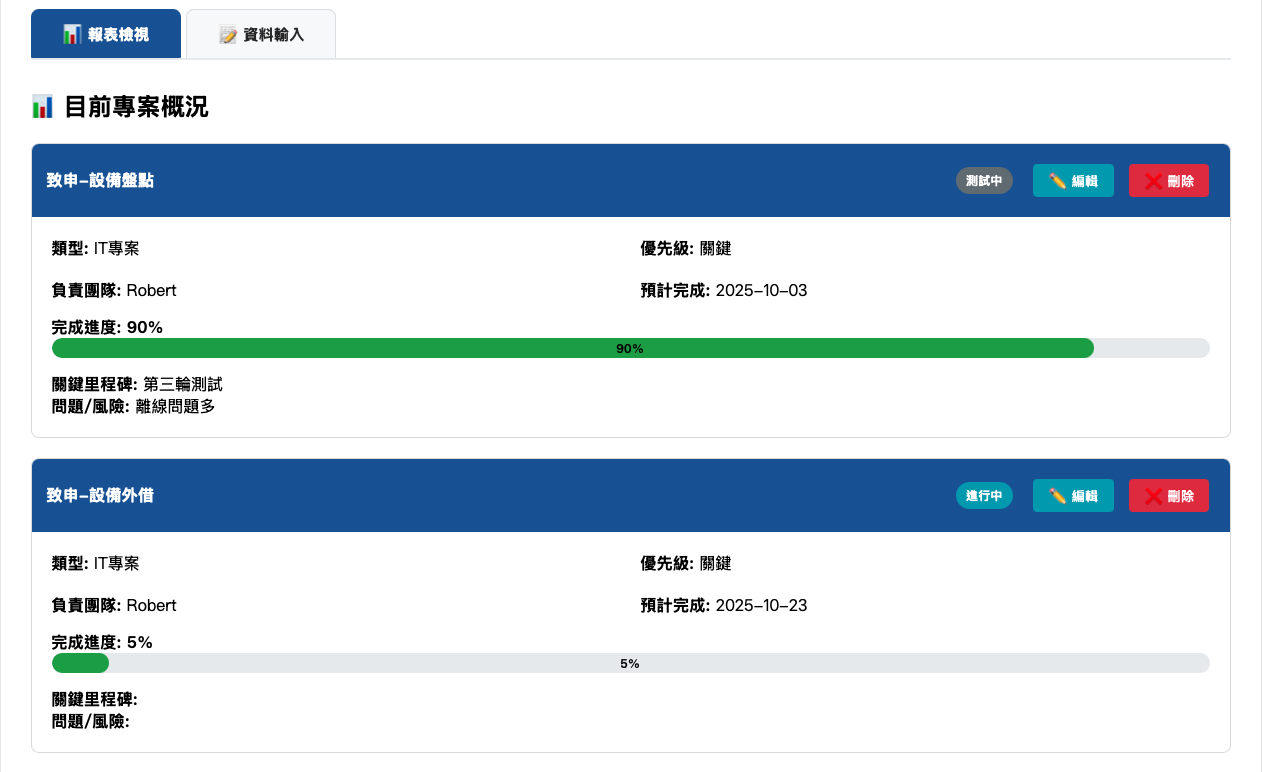 📊 報表檢視 📝 資料輸入
📊 目前專案概況
致申-設備盤點 測試中 ✏️ 編輯 ❌ 刪除
類型: IT專案 優先級: 關鍵
負責團隊: Robert 預計完成: 2025-10-03
完成進度: 90%
90%
關鍵里程碑: 第三輪測試
問題/風險: 離線問題多
致申-設備外借 進行中 ✏️ 編輯 ❌ 刪除
類型: IT專案 優先級: 關鍵
負責團隊: Robert 預計完成: 2025-10-23
完成進度: 5%
5%
關鍵里程碑:
問題/風險: